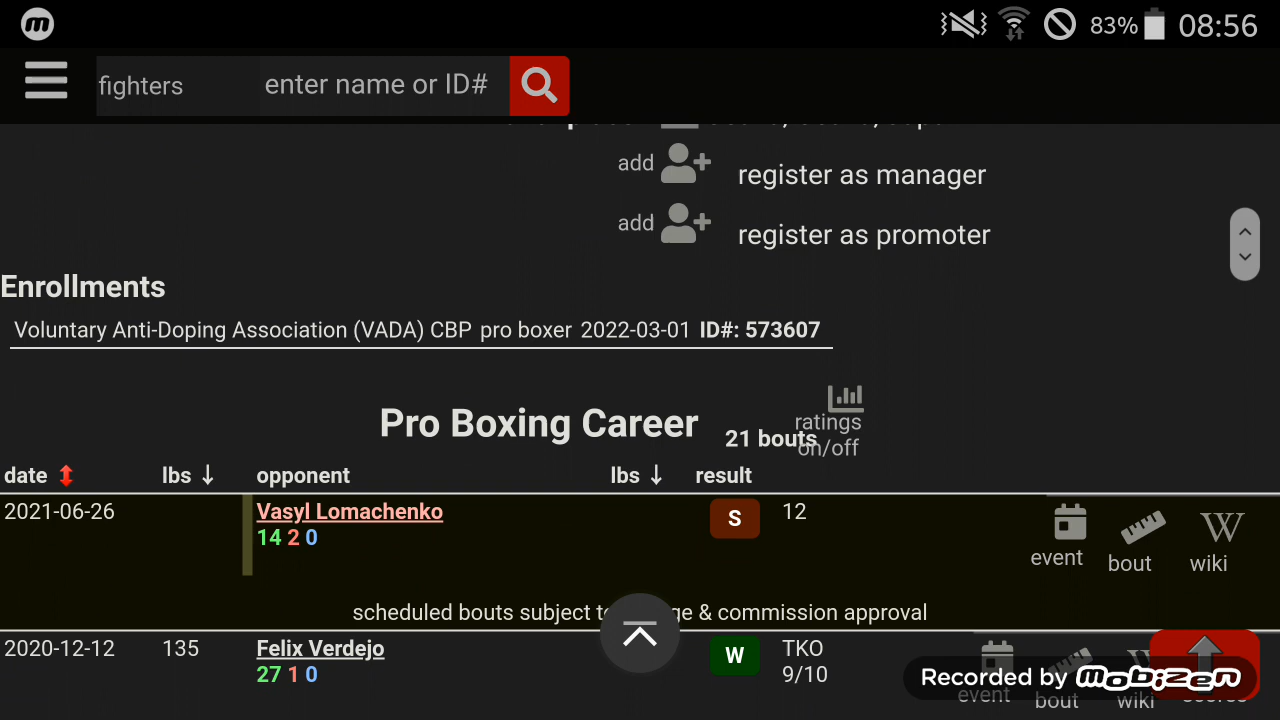 83% 08:56
fighters enter name or ID#
add register as manager
add register as promoter
Enrollments
Voluntary Anti-Doping Association (VADA) CBP pro boxer 2022-03-01 ID#: 573607
Pro Boxing Career 21 bouts ratings on/off
date lbs opponent lbs result
2021-06-26 Vasyl Lomachenko S 12
14 2 0
event bout wiki
scheduled bouts subject & commission approval
2020-12-12 135 Felix Verdejo W TKO
27 1 0 9/10
Recorded by mobizen
event bout wiki